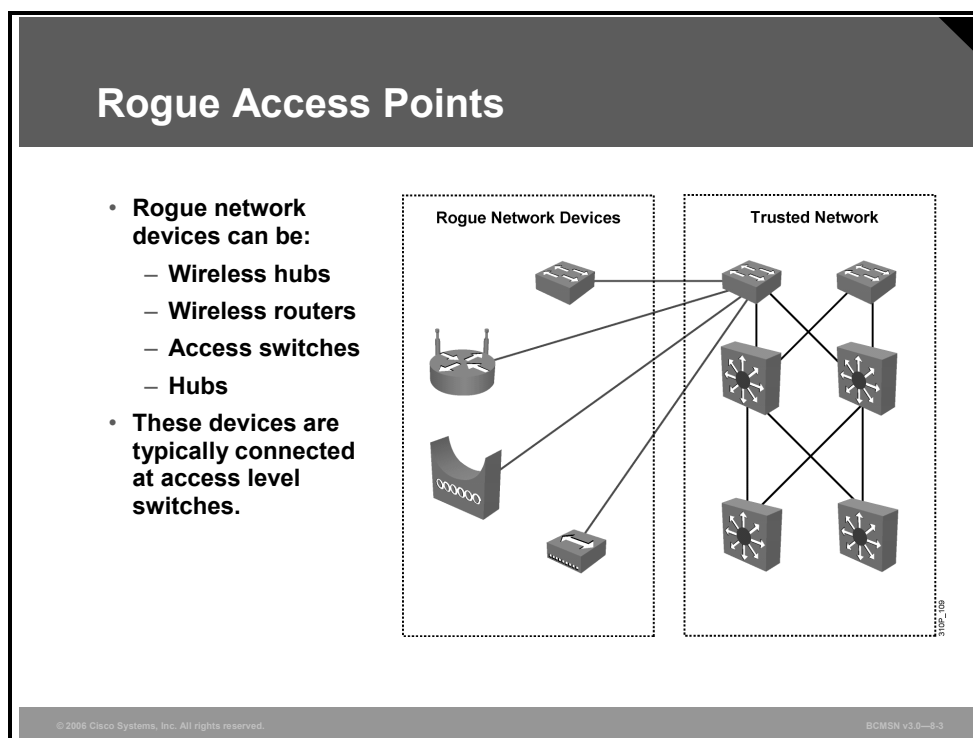 Rogue Access Points
• Rogue network
devices can be:
– Wireless hubs
– Wireless routers
– Access switches
– Hubs
• These devices are
typically connected
at access level
switches.
Rogue Network Devices
Trusted Network
310P_109
© 2006 Cisco Systems, Inc. All rights reserved.
BCMSN v3.0—8-3